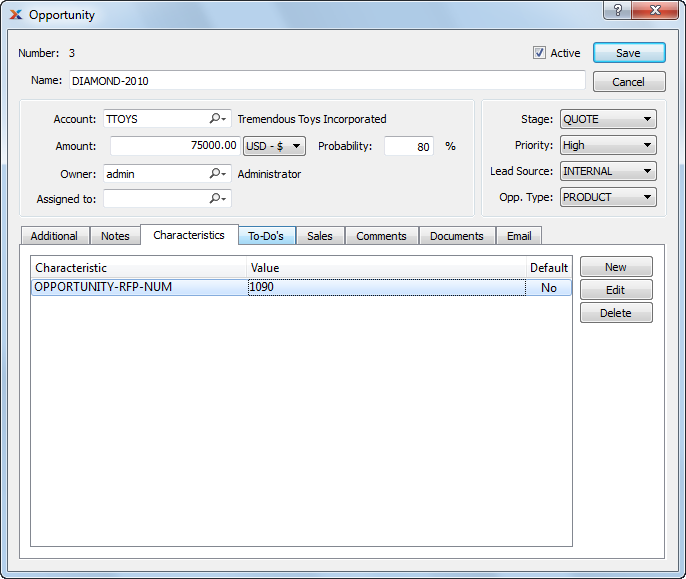 Opportunity
Number: 3
Active
Save
Name: DIAMOND-2010
Cancel
Account: TTOYS Tremendous Toys Incorporated
Stage: QUOTE
Amount: 75000.00 USD - $ Probability: 80 %
Priority: High
Owner: admin Administrator
Lead Source: INTERNAL
Assigned to:
Opp. Type: PRODUCT
Additional Notes Characteristics To-Do's Sales Comments Documents Email
Characteristic Value Default
New
OPPORTUNITY-RFP-NUM 1090 No
Edit
Delete